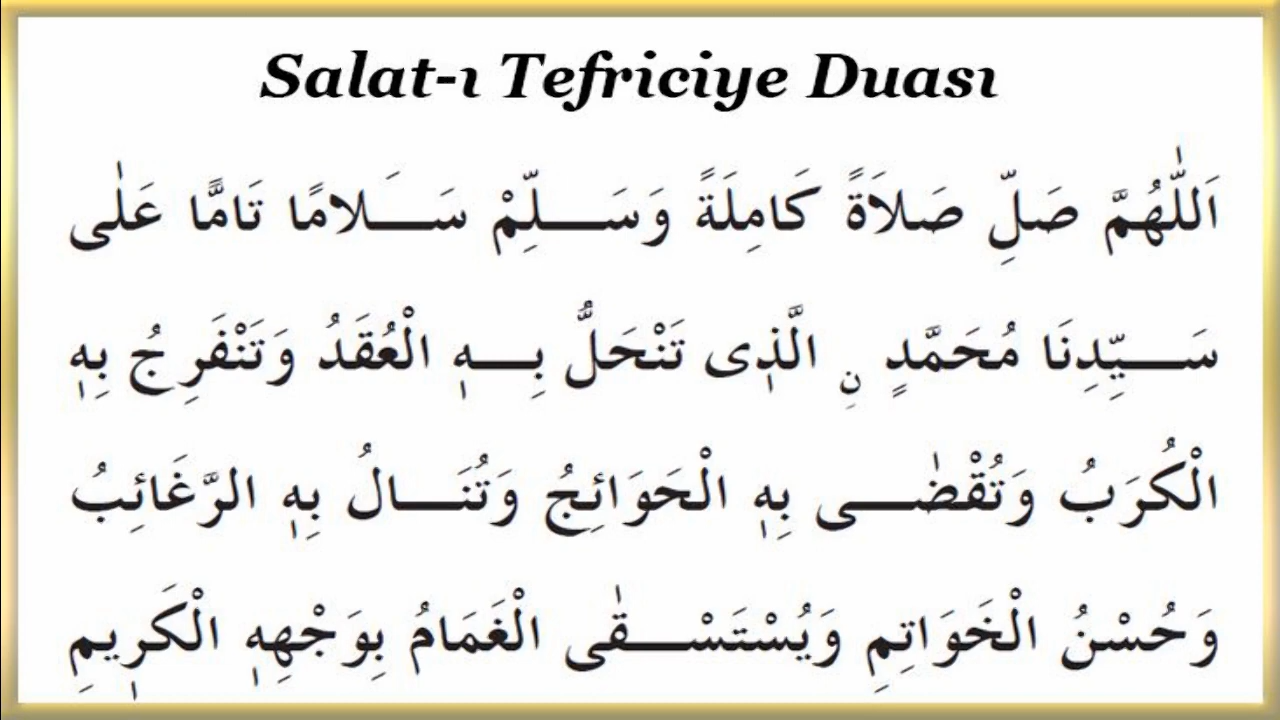 Salat-ı Tefriciye Duası
اَللّٰهُمَّ صَلِّ صَلاَةً كَامِلَةً وَسَلِّمْ سَلَامًا تَامًّا عَلٰى
سَيِّدِنَا مُحَمَّدٍ نِ الَّذٖى تَنْحَلُّ بِهٖ الْعُقَدُ وَتَنْفَرِجُ بِهٖ
الْكُرَبُ وَتُقْضٰى بِهٖ الْحَوَائِجُ وَتُنَالُ بِهٖ الرَّغَائِبُ
وَحُسْنُ الْخَوَاتِمِ وَيُسْتَسْقٰى الْغَمَامُ بِوَجْهِهٖ الْكَرٖيمِ